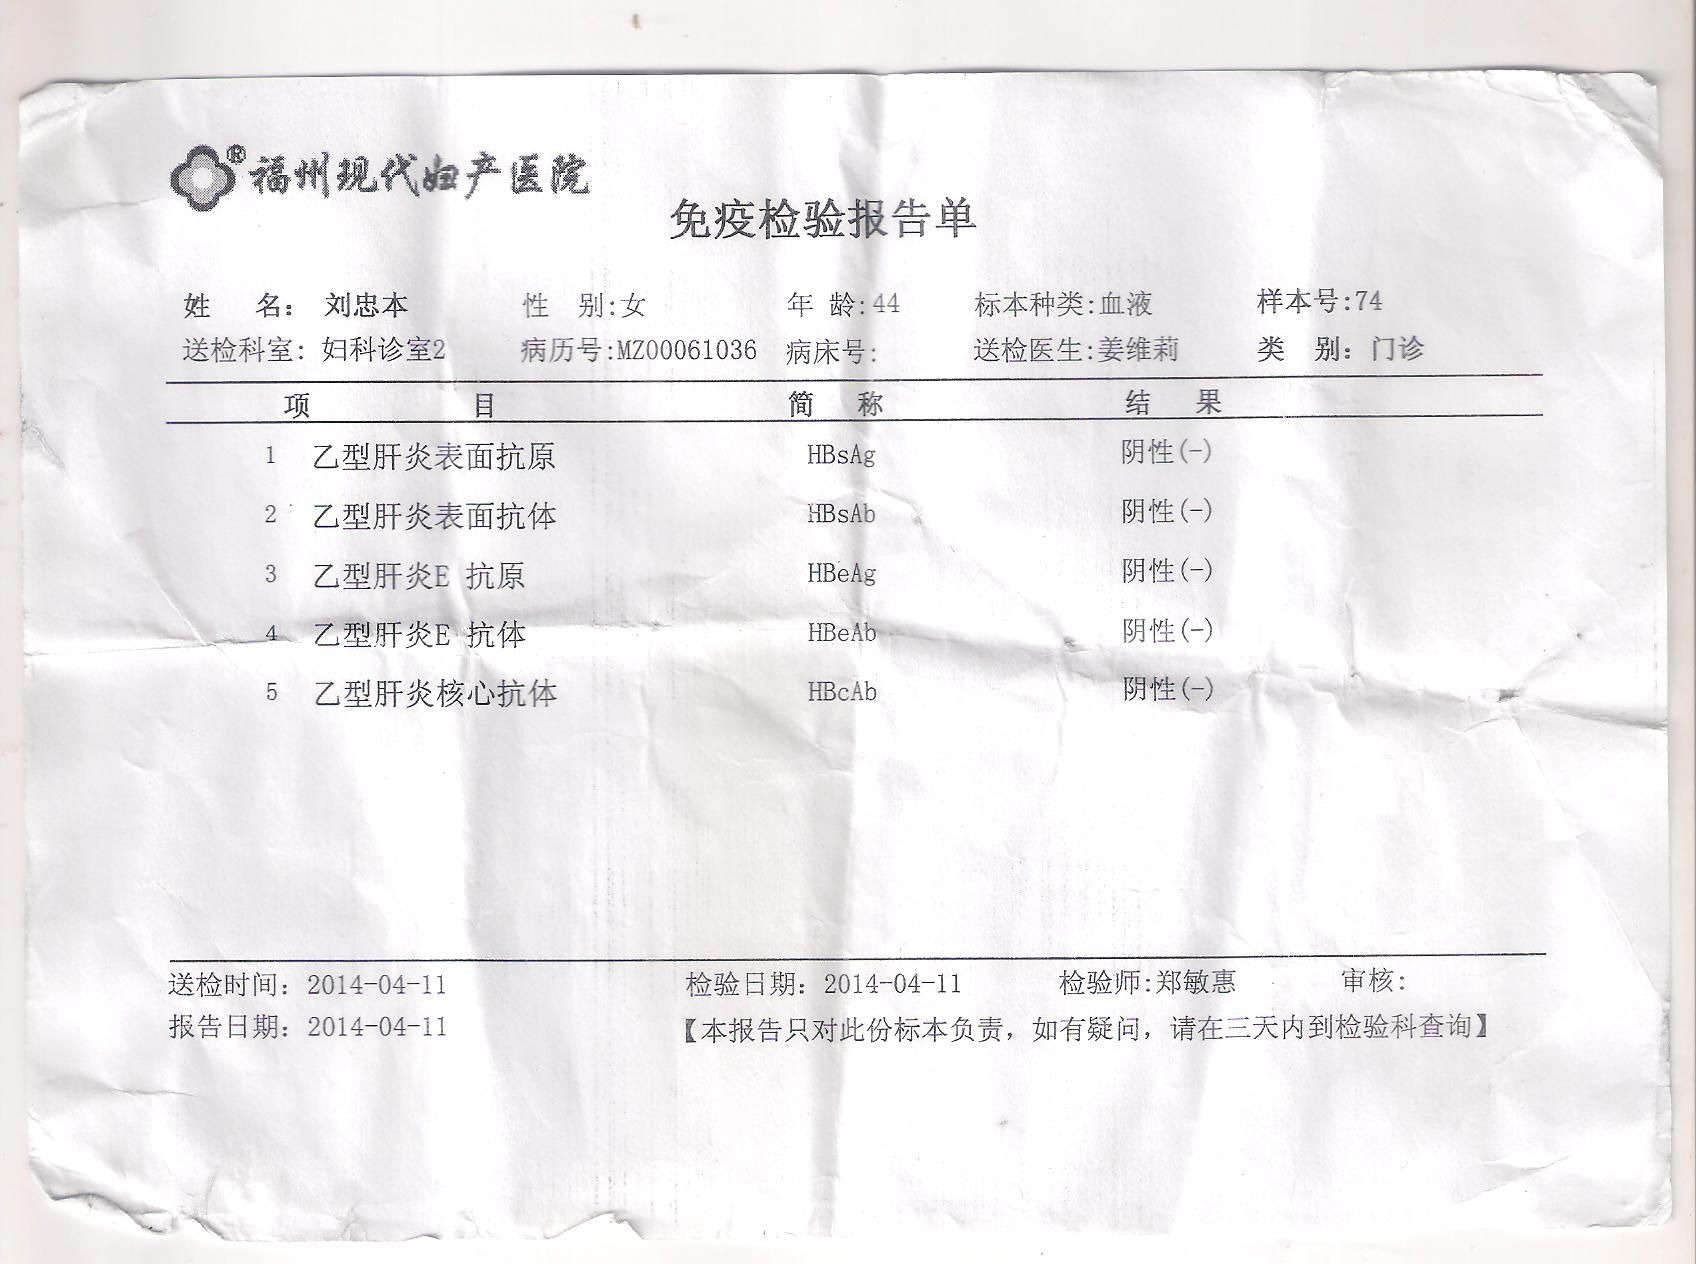 ®福州现代妇产医院
免疫检验报告单
姓 名: 刘忠本 性 别:女 年 龄:44 标本种类:血液 样本号:74
送检科室: 妇科诊室2 病历号:MZ00061036 病床号: 送检医生:姜维莉 类 别: 门诊
项 目 简 称 结 果
1 乙型肝炎表面抗原 HBsAg 阴性(-)
2 乙型肝炎表面抗体 HBsAb 阴性(-)
3 乙型肝炎E 抗原 HBeAg 阴性(-)
4 乙型肝炎E 抗体 HBeAb 阴性(-)
5 乙型肝炎核心抗体 HBcAb 阴性(-)
送检时间: 2014-04-11 检验日期: 2014-04-11 检验师:郑敏惠 审核:
报告日期: 2014-04-11 【本报告只对此份标本负责, 如有疑问, 请在三天内到检验科查询】